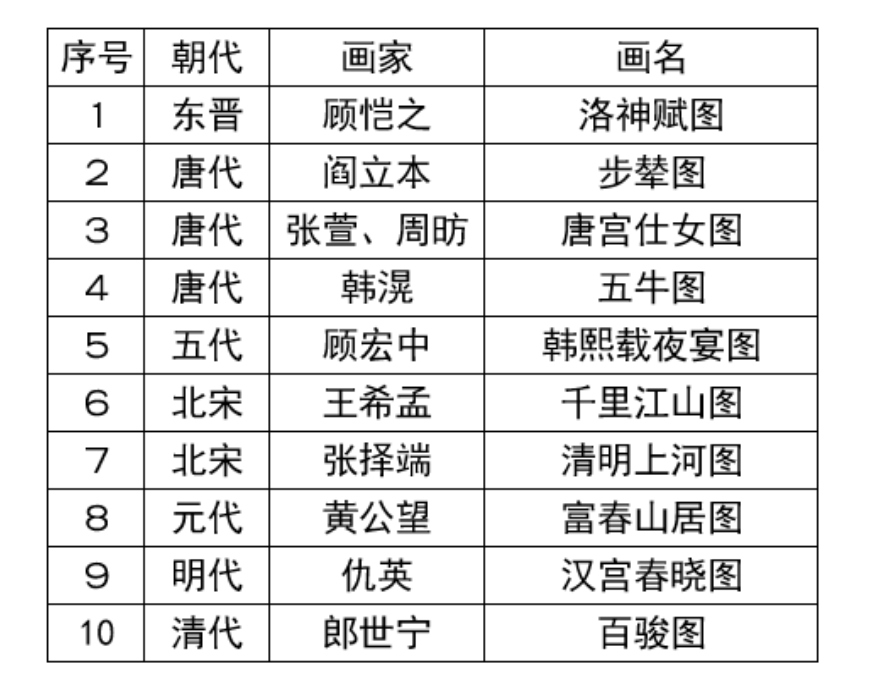 序号 朝代 画家 画名
1 东晋 顾恺之 洛神赋图
2 唐代 阎立本 步辇图
3 唐代 张萱、周昉 唐宫仕女图
4 唐代 韩滉 五牛图
5 五代 顾宏中 韩熙载夜宴图
6 北宋 王希孟 千里江山图
7 北宋 张择端 清明上河图
8 元代 黄公望 富春山居图
9 明代 仇英 汉宫春晓图
10 清代 郎世宁 百骏图